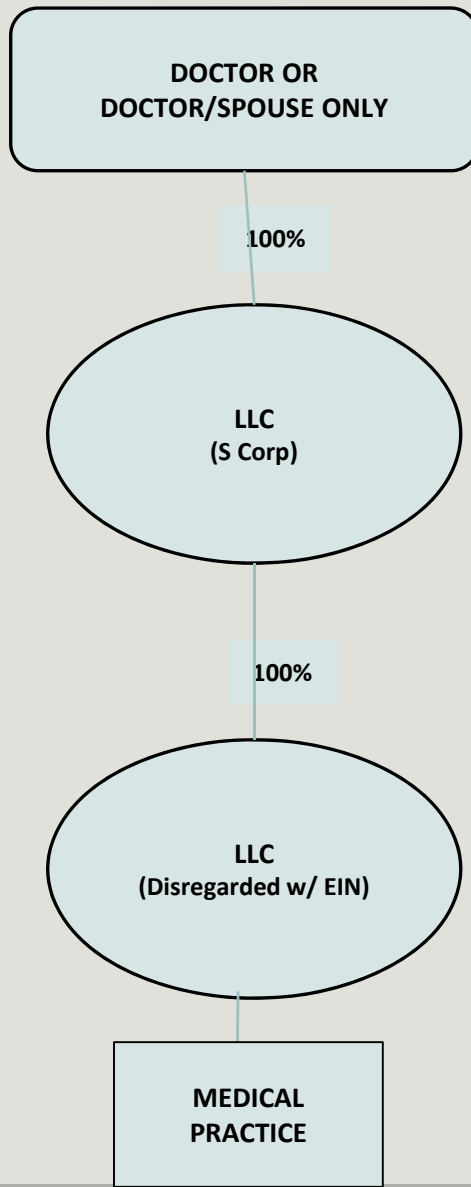 DOCTOR OR
DOCTOR/SPOUSE ONLY
100%
LLC
(S Corp)
100%
LLC
(Disregarded w/ EIN)
MEDICAL
PRACTICE